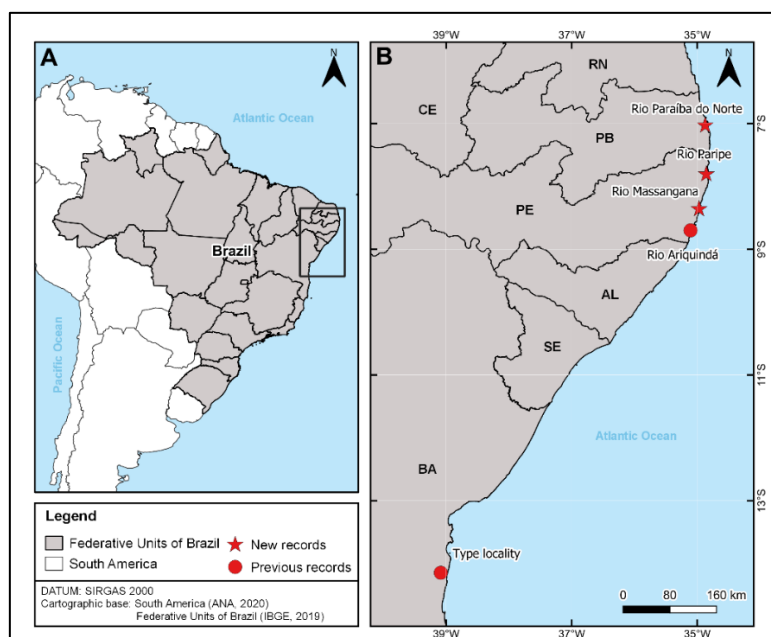 A
N
Atlantic Ocean
Brazil
Pacific Ocean
Legend
Federative Units of Brazil
South America
New records
Previous records
DATUM: SIRGAS 2000
Cartographic base: South America (ANA, 2020)
Federative Units of Brazil (IBGE, 2019)
39°W
37°W
35°W
B
N
RN
CE
Rio Paraíba do Norte
7°S
PB
Rio Paripe
Rio Massangana
PE
9°S
Rio Ariquindá
AL
SE
11°S
Atlantic Ocean
BA
13°S
Type locality
0
80
160 km
39°W
37°W
35°W